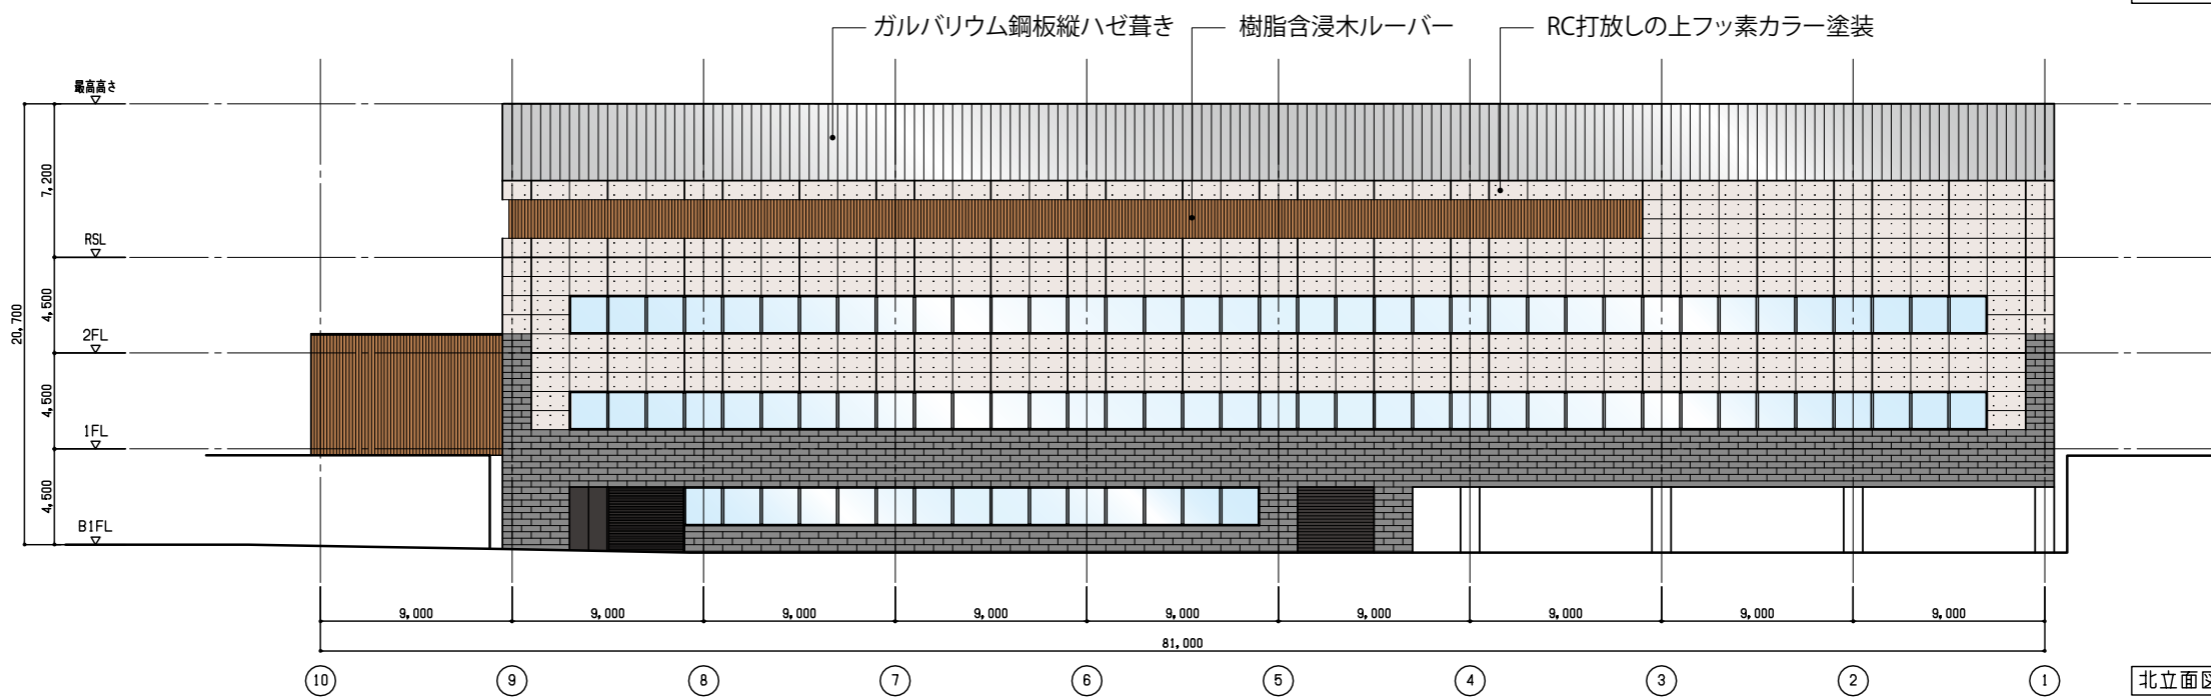 ガルバリウム鋼板縦ハゼ葺き 樹脂含浸木ルーバー RC打放しの上フッ素カラー塗装
最高高さ
7,200
RSL
4,500
20,700
2FL
4,500
1FL
4,500
B1FL
9,000 9,000 9,000 9,000 9,000 9,000 9,000 9,000 9,000
81,000
10 9 8 7 6 5 4 3 2 1
北立面図